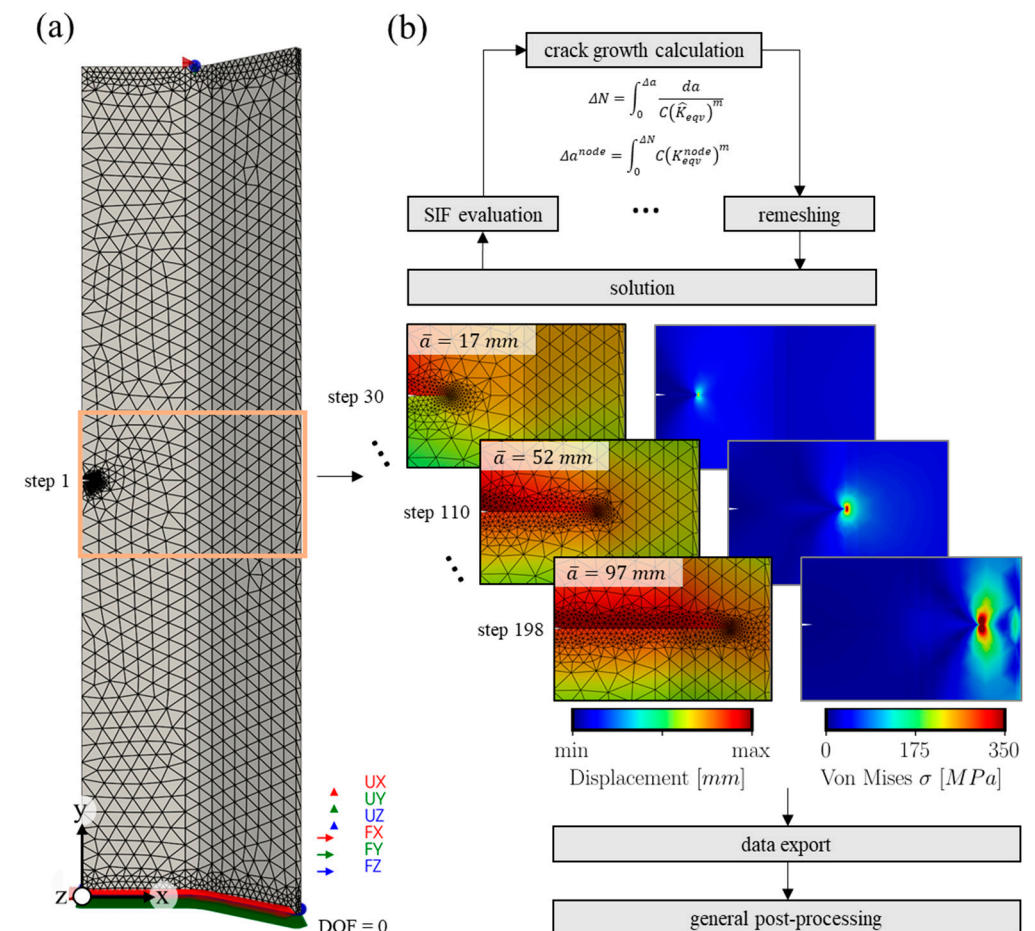 (a)
(b)
crack growth calculation
ΔN = ∫₀^Δa da / C(K̂_eqv)^m
Δa^node = ∫₀^ΔN C(K_eqv^node)^m
SIF evaluation
...
remeshing
solution
ā = 17 mm
step 30
ā = 52 mm
step 1
step 110
ā = 97 mm
step 198
min
max
0
175
350
Displacement [mm]
Von Mises σ [MPa]
UX
UY
UZ
FX
FY
FZ
y
z
x
DOF = 0
data export
general post-processing